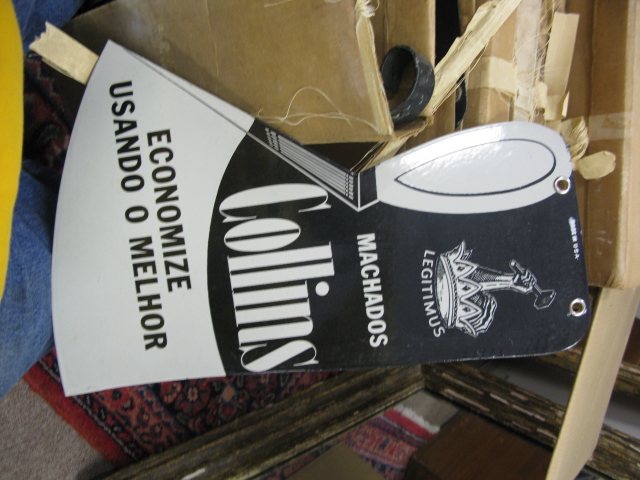 LEGITIMUS
MACHADOS
Collins
ECONOMIZE
USANDO O MELHOR